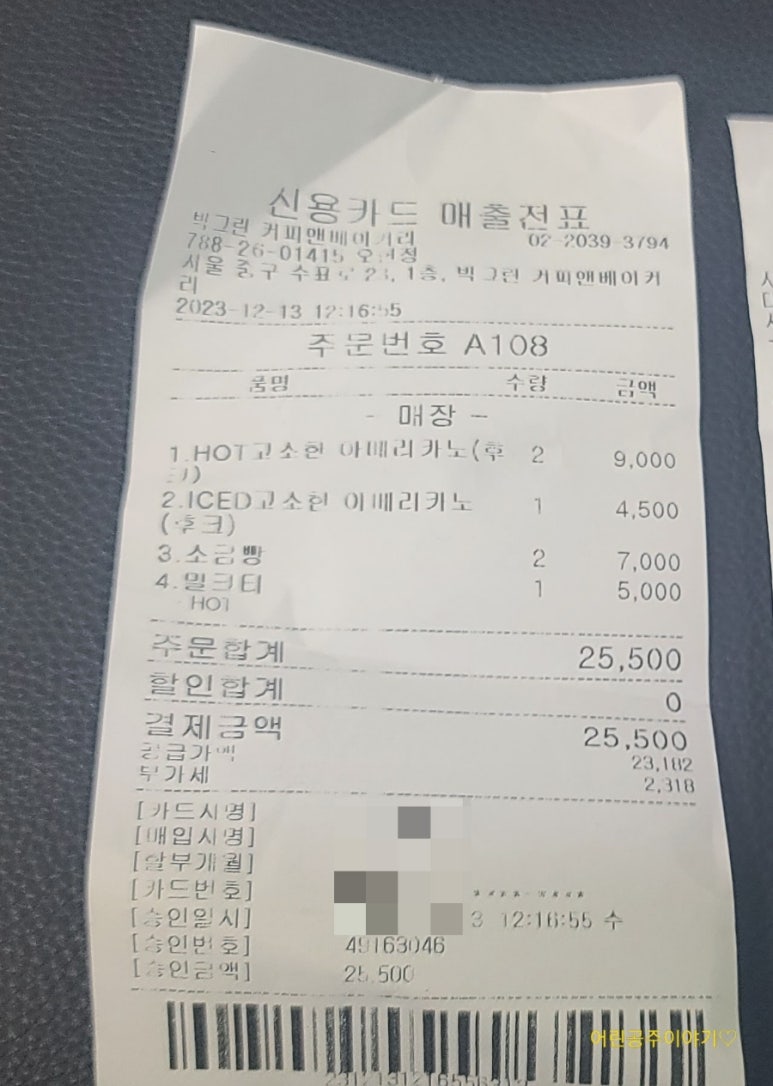 신용카드 매출전표
빅그린 커피앤베이커리 02-2039-3794
788-26-01415
서울 중구 수표로 23, 1층, 빅그린 커피앤베이커
리
2023-12-13 12:16:55
주문번호 A108
품명 수량 금액
- 매장 -
1.HOT고소한 아메리카노(후 2 9,000
크)
2.ICED고소한 아메리카노 1 4,500
(후크)
3.소금빵 2 7,000
4.밀크티 1 5,000
HOT
주문합계 25,500
할인합계 0
결제금액 25,500
공급가액 23,182
부가세 2,318
[카드사명]
[매입사명]
[할부개월]
[카드번호] ****-****
[승인일시] 3 12:16:55 수
[승인번호] 49163046
[승인금액] 25,500
어린공주이야기♡